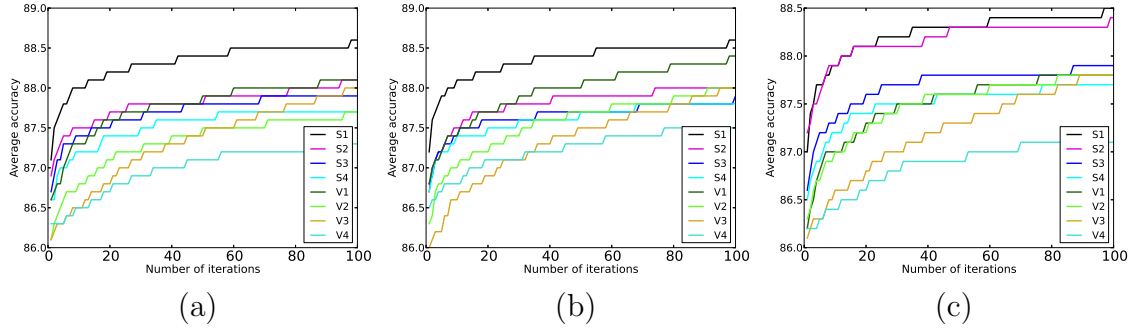 89.0
88.5
88.0
87.5
87.0
86.5
86.0
Average accuracy
0 20 40 60 80 100
Number of iterations
S1
S2
S3
S4
V1
V2
V3
V4
(a)
89.0
88.5
88.0
87.5
87.0
86.5
86.0
Average accuracy
0 20 40 60 80 100
Number of iterations
S1
S2
S3
S4
V1
V2
V3
V4
(b)
88.5
88.0
87.5
87.0
86.5
86.0
Average accuracy
0 20 40 60 80 100
Number of iterations
S1
S2
S3
S4
V1
V2
V3
V4
(c)